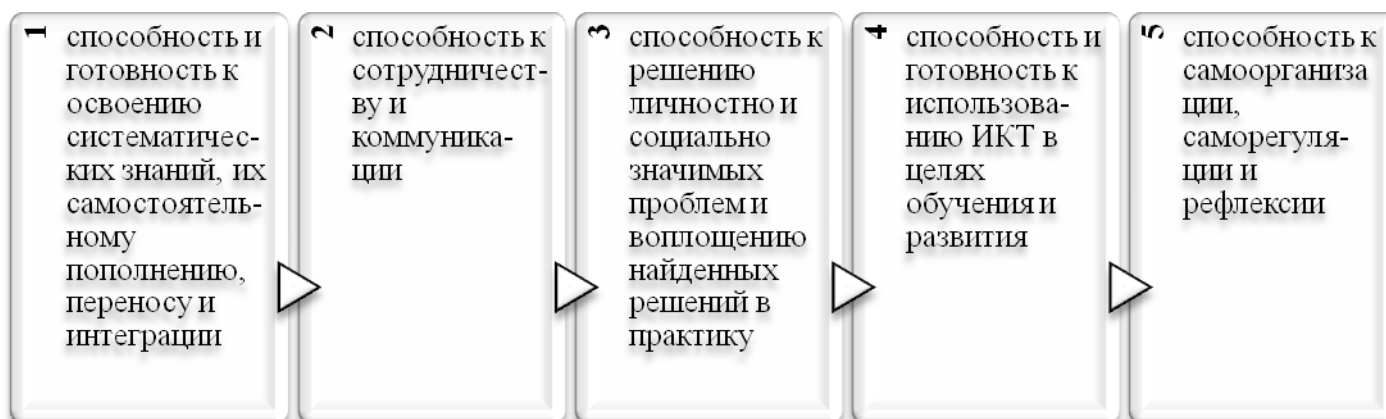 1
способность и
готовность к
освоению
систематичес-
ких знаний, их
самостоятель-
ному
пополнению,
переносу и
интеграции
2
способность к
сотрудничест-
ву и
коммуника-
ции
3
способность к
решению
личностно и
социально
значимых
проблем и
воплощению
найденных
решений в
практику
4
способность и
готовность к
использова-
нию ИКТ в
целях
обучения и
развития
5
способность к
самоорганиза
ции,
саморегуля-
ции и
рефлексии